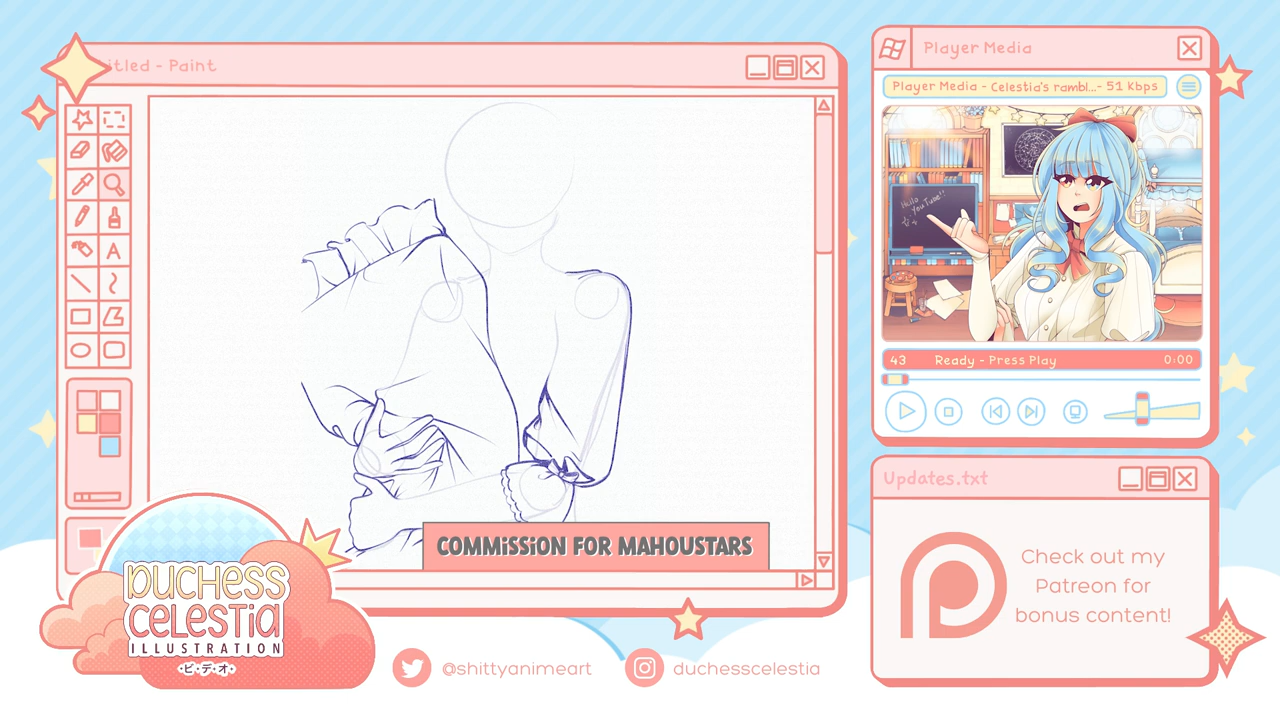 titled - Paint
A
COMMISSION FOR MAHOUSTARS
DUCHESS
CELESTIA
ILLUSTRATION
・ビ・デ・オ・
@shittyanimeart
duchesscelestia
Player Media
Player Media - Celestia's rambl...- 51 Kbps
Hello
YouTube!!
43 Ready - Press Play 0:00
Updates.txt
Check out my
Patreon for
bonus content!